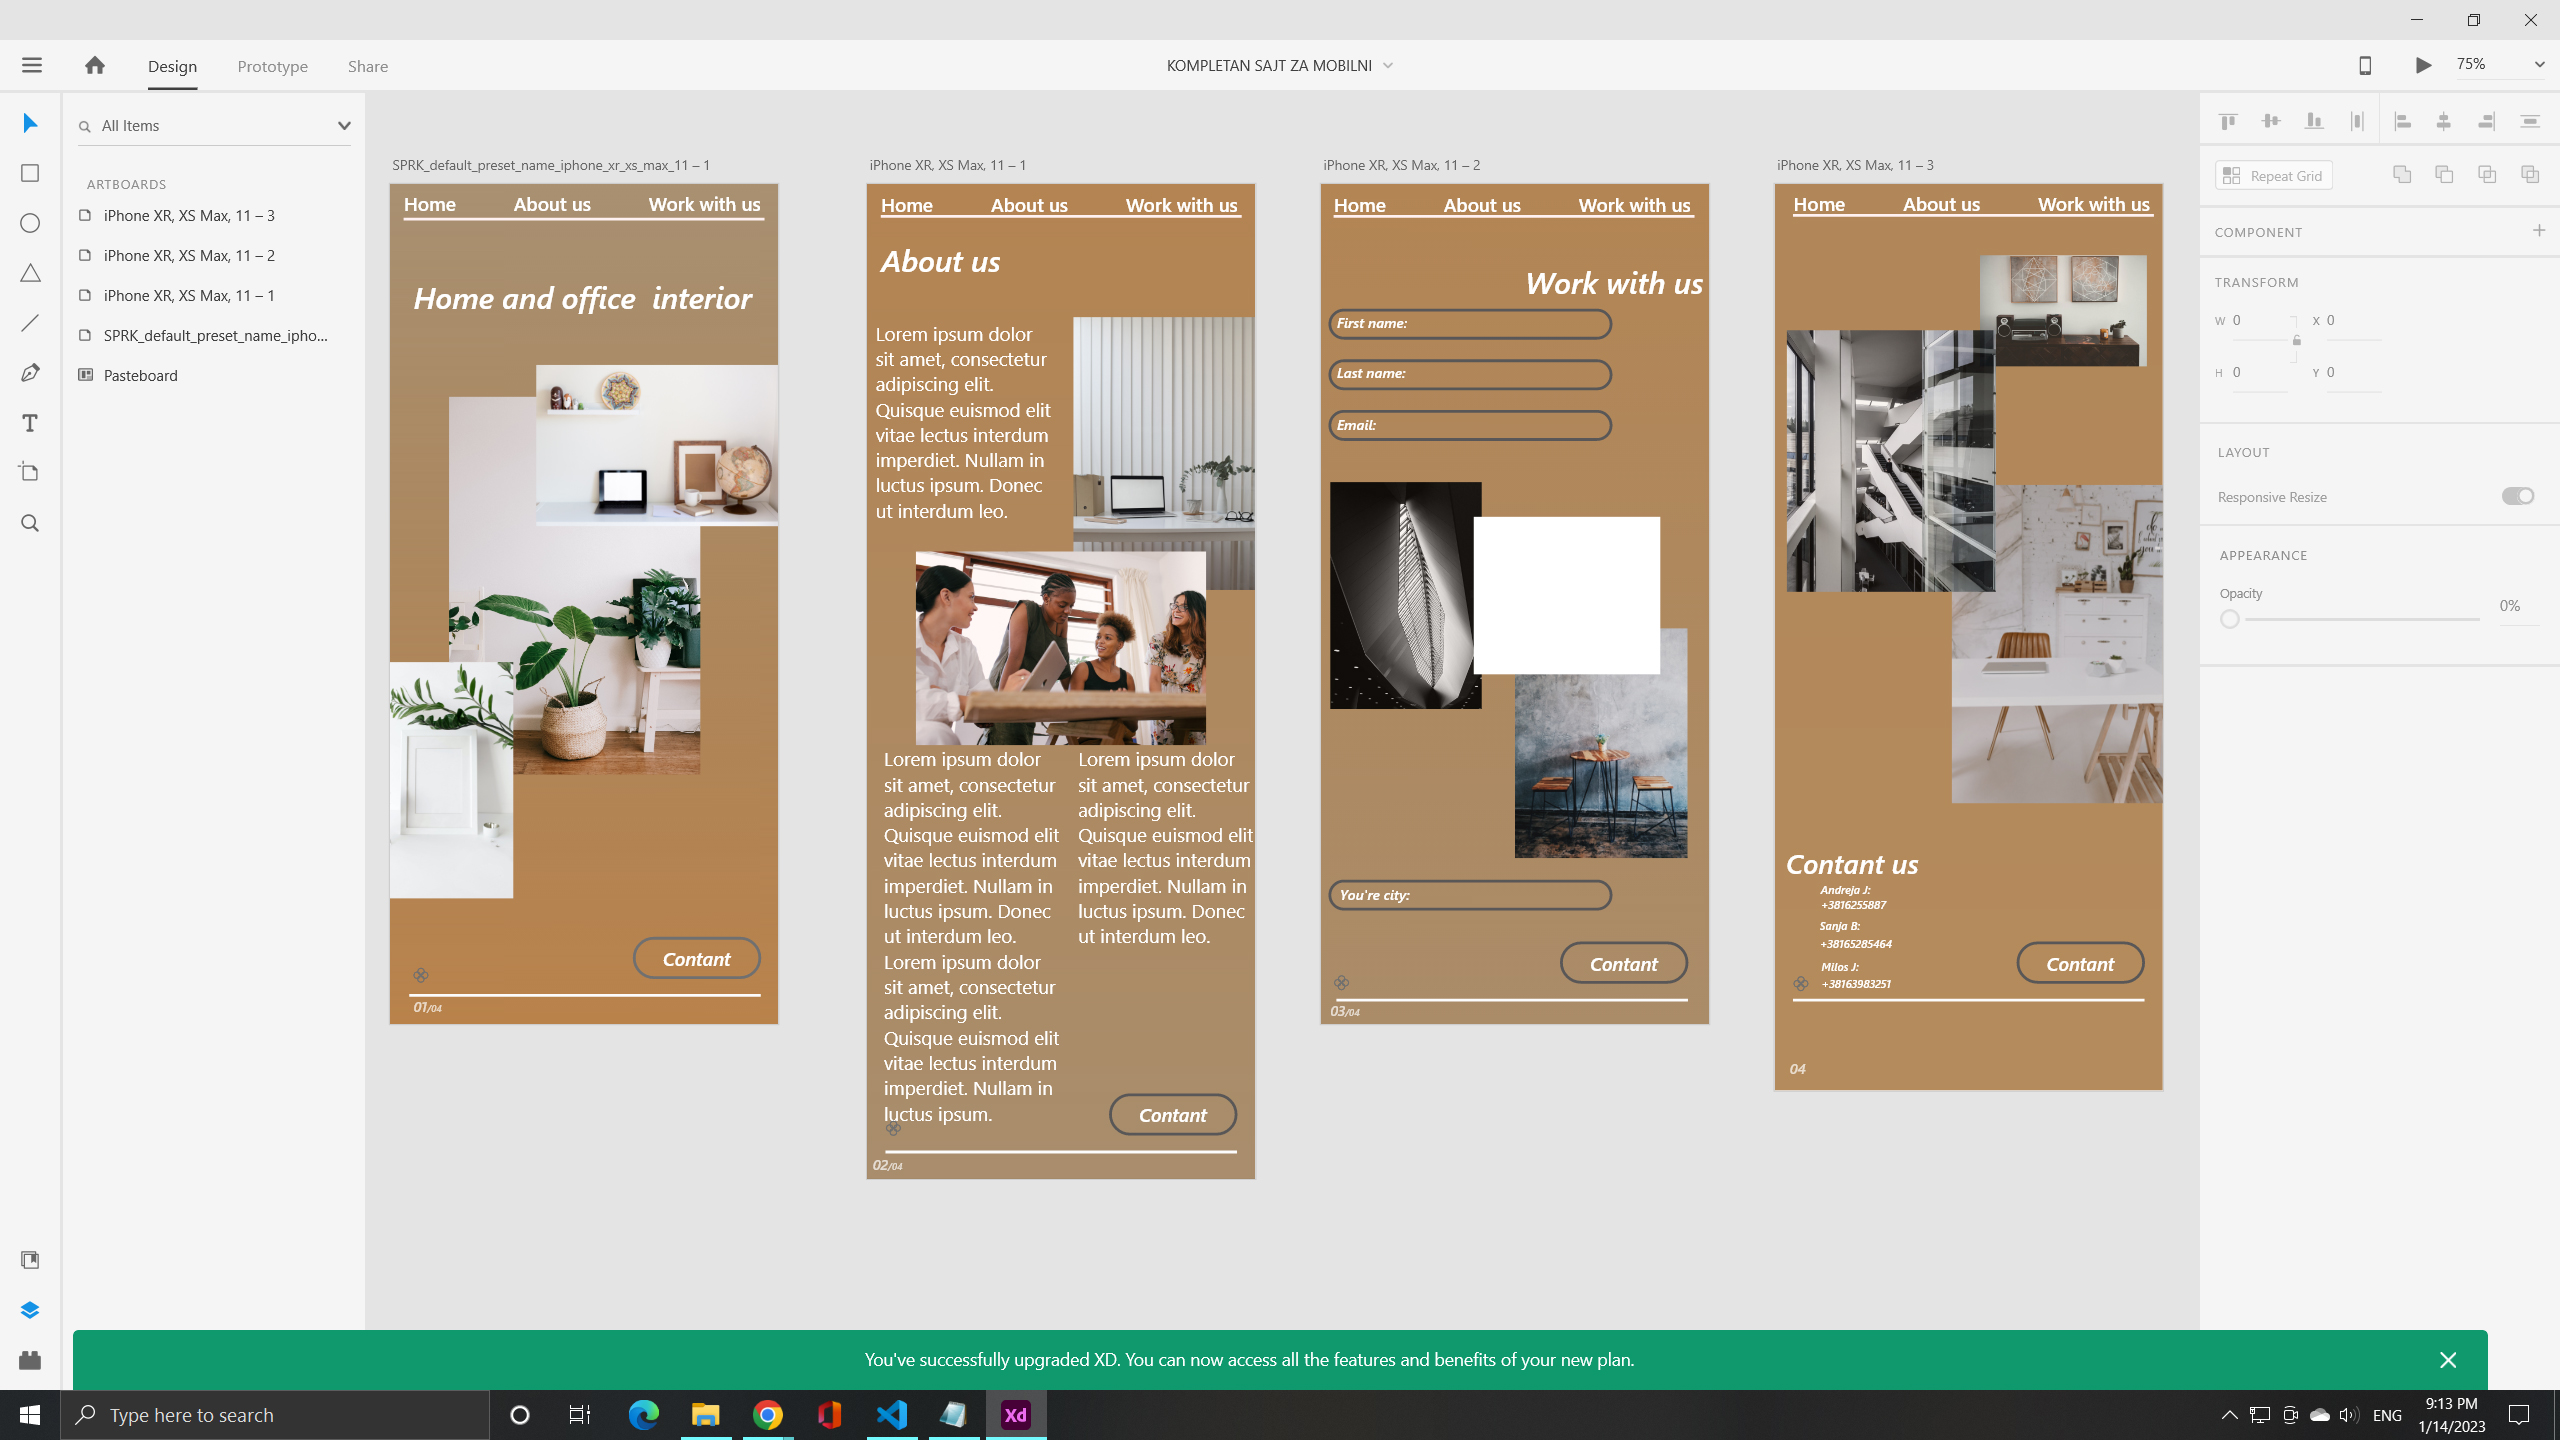 Design
Prototype
Share
KOMPLETAN SAJT ZA MOBILNI
75%
All Items
ARTBOARDS
iPhone XR, XS Max, 11 – 3
iPhone XR, XS Max, 11 – 2
iPhone XR, XS Max, 11 – 1
SPRK_default_preset_name_ipho...
Pasteboard
SPRK_default_preset_name_iphone_xr_xs_max_11 – 1
Home
About us
Work with us
Home and office interior
Contant
01/04
iPhone XR, XS Max, 11 – 1
Home
About us
Work with us
About us
Lorem ipsum dolor
sit amet, consectetur
adipiscing elit.
Quisque euismod elit
vitae lectus interdum
imperdiet. Nullam in
luctus ipsum. Donec
ut interdum leo.
Lorem ipsum dolor
sit amet, consectetur
adipiscing elit.
Quisque euismod elit
vitae lectus interdum
imperdiet. Nullam in
luctus ipsum. Donec
ut interdum leo.
Lorem ipsum dolor
sit amet, consectetur
adipiscing elit.
Quisque euismod elit
vitae lectus interdum
imperdiet. Nullam in
luctus ipsum.
Lorem ipsum dolor
sit amet, consectetur
adipiscing elit.
Quisque euismod elit
vitae lectus interdum
imperdiet. Nullam in
luctus ipsum. Donec
ut interdum leo.
Contant
02/04
iPhone XR, XS Max, 11 – 2
Home
About us
Work with us
Work with us
First name:
Last name:
Email:
You're city:
Contant
03/04
iPhone XR, XS Max, 11 – 3
Home
About us
Work with us
Contant us
Andreja J:
+3816255887
Sanja B:
+38165285464
Milos J:
+38163983251
Contant
04
Repeat Grid
COMPONENT
TRANSFORM
W 0
X 0
H 0
Y 0
LAYOUT
Responsive Resize
APPEARANCE
Opacity
0%
You've successfully upgraded XD. You can now access all the features and benefits of your new plan.
Type here to search
Xd
ENG
9:13 PM
1/14/2023